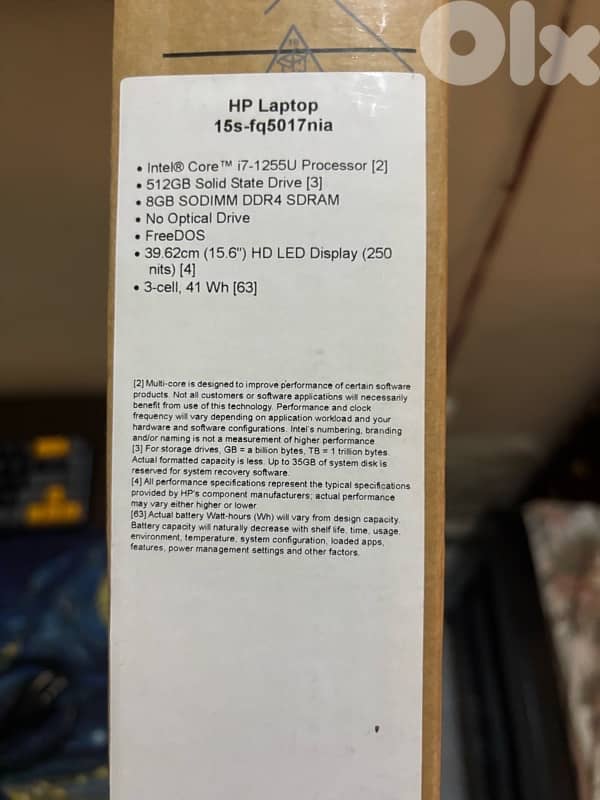 Olx
HP Laptop
15s-fq5017nia
• Intel® Core™ i7-1255U Processor [2]
• 512GB Solid State Drive [3]
• 8GB SODIMM DDR4 SDRAM
• No Optical Drive
• FreeDOS
• 39.62cm (15.6") HD LED Display (250
nits) [4]
• 3-cell, 41 Wh [63]
[2] Multi-core is designed to improve performance of certain software
products. Not all customers or software applications will necessarily
benefit from use of this technology. Performance and clock
frequency will vary depending on application workload and your
hardware and software configurations. Intel's numbering, branding
and/or naming is not a measurement of higher performance.
[3] For storage drives, GB = a billion bytes, TB = 1 trillion bytes.
Actual formatted capacity is less. Up to 35GB of system disk is
reserved for system recovery software.
[4] All performance specifications represent the typical specifications
provided by HP's component manufacturers; actual performance
may vary either higher or lower
[63] Actual battery Watt-hours (Wh) will vary from design capacity.
Battery capacity will naturally decrease with shelf life, time, usage,
environment, temperature, system configuration, loaded apps,
features, power management settings and other factors.